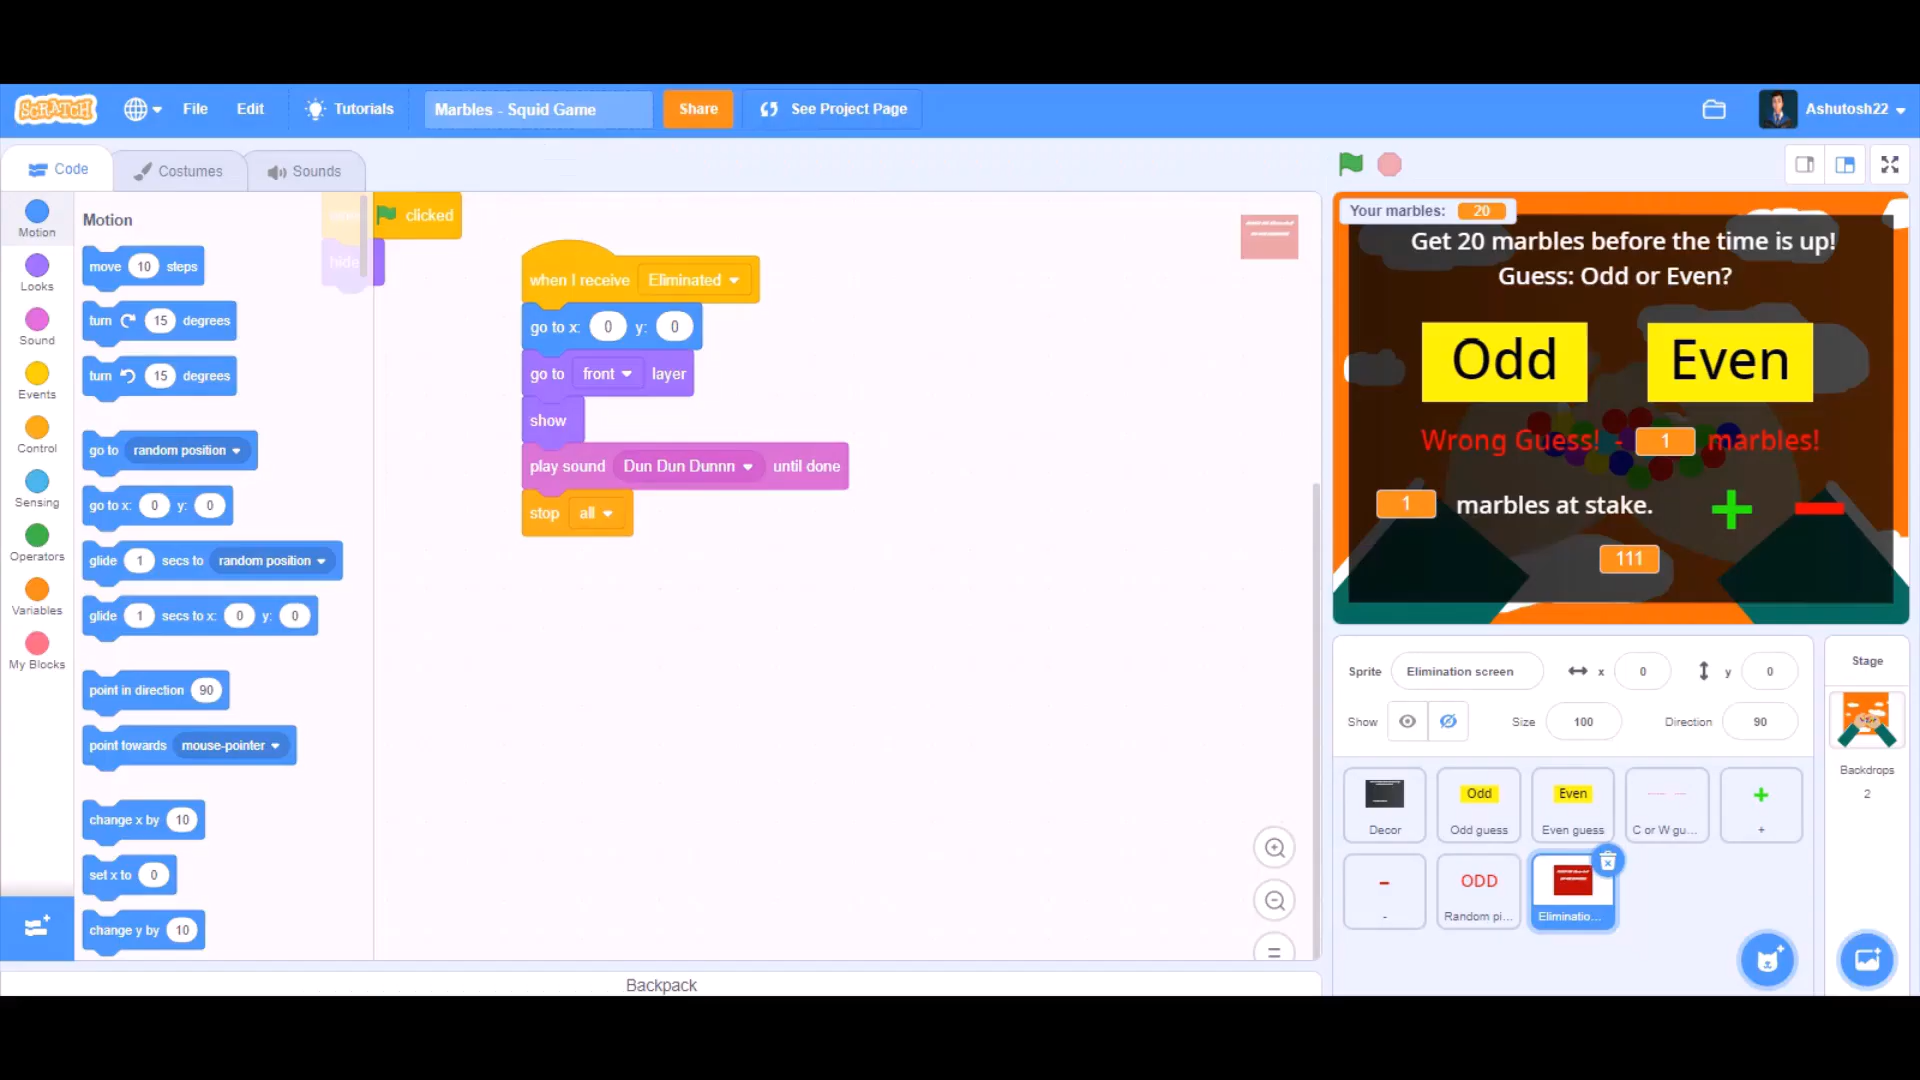 SCRATCH
File
Edit
Tutorials
Marbles - Squid Game
Share
See Project Page
Ashutosh22
Code
Costumes
Sounds
Motion
Looks
Sound
Events
Control
Sensing
Operators
Variables
My Blocks
Motion
move 10 steps
turn 15 degrees
turn 15 degrees
go to random position
go to x: 0 y: 0
glide 1 secs to random position
glide 1 secs to x: 0 y: 0
point in direction 90
point towards mouse-pointer
change x by 10
set x to 0
change y by 10
clicked
hide
when I receive Eliminated
go to x: 0 y: 0
go to front layer
show
play sound Dun Dun Dunnn until done
stop all
Backpack
Your marbles: 20
Get 20 marbles before the time is up!
Guess: Odd or Even?
Odd Even
Wrong Guess! - 1 marbles!
1 marbles at stake. + -
111
Sprite Elimination screen x 0 y 0
Show Size 100 Direction 90
Decor
Odd
Odd guess
Even
Even guess
C or W gu...
+
+
-
-
ODD
Random pi...
Eliminatio...
Stage
Backdrops
2